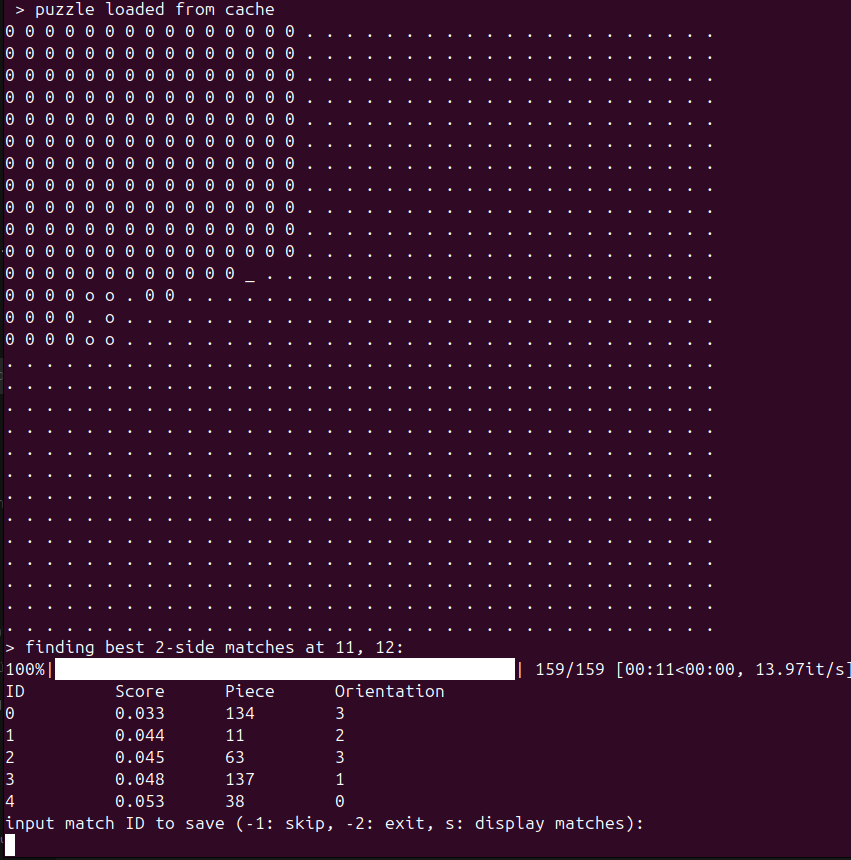 > puzzle loaded from cache
0 0 0 0 0 0 0 0 0 0 0 0 0 0 0 . . . . . . . . . . . . . . . . . . . . .
0 0 0 0 0 0 0 0 0 0 0 0 0 0 0 . . . . . . . . . . . . . . . . . . . . .
0 0 0 0 0 0 0 0 0 0 0 0 0 0 0 . . . . . . . . . . . . . . . . . . . . .
0 0 0 0 0 0 0 0 0 0 0 0 0 0 0 . . . . . . . . . . . . . . . . . . . . .
0 0 0 0 0 0 0 0 0 0 0 0 0 0 0 . . . . . . . . . . . . . . . . . . . . .
0 0 0 0 0 0 0 0 0 0 0 0 0 0 0 . . . . . . . . . . . . . . . . . . . . .
0 0 0 0 0 0 0 0 0 0 0 0 0 0 0 . . . . . . . . . . . . . . . . . . . . .
0 0 0 0 0 0 0 0 0 0 0 0 0 0 0 . . . . . . . . . . . . . . . . . . . . .
0 0 0 0 0 0 0 0 0 0 0 0 0 0 0 . . . . . . . . . . . . . . . . . . . . .
0 0 0 0 0 0 0 0 0 0 0 0 0 0 0 . . . . . . . . . . . . . . . . . . . . .
0 0 0 0 0 0 0 0 0 0 0 0 0 0 0 . . . . . . . . . . . . . . . . . . . . .
0 0 0 0 0 0 0 0 0 0 0 0 _ . . . . . . . . . . . . . . . . . . . . . . .
0 0 0 0 o o . 0 0 . . . . . . . . . . . . . . . . . . . . . . . . . . .
0 0 0 0 . o . . . . . . . . . . . . . . . . . . . . . . . . . . . . . .
0 0 0 0 o o . . . . . . . . . . . . . . . . . . . . . . . . . . . . . .
. . . . . . . . . . . . . . . . . . . . . . . . . . . . . . . . . . . .
. . . . . . . . . . . . . . . . . . . . . . . . . . . . . . . . . . . .
. . . . . . . . . . . . . . . . . . . . . . . . . . . . . . . . . . . .
. . . . . . . . . . . . . . . . . . . . . . . . . . . . . . . . . . . .
. . . . . . . . . . . . . . . . . . . . . . . . . . . . . . . . . . . .
. . . . . . . . . . . . . . . . . . . . . . . . . . . . . . . . . . . .
. . . . . . . . . . . . . . . . . . . . . . . . . . . . . . . . . . . .
. . . . . . . . . . . . . . . . . . . . . . . . . . . . . . . . . . . .
. . . . . . . . . . . . . . . . . . . . . . . . . . . . . . . . . . . .
. . . . . . . . . . . . . . . . . . . . . . . . . . . . . . . . . . . .
. . . . . . . . . . . . . . . . . . . . . . . . . . . . . . . . . . . .
. . . . . . . . . . . . . . . . . . . . . . . . . . . . . . . . . . . .
. . . . . . . . . . . . . . . . . . . . . . . . . . . . . . . . . . . .
> finding best 2-side matches at 11, 12:
100%| | 159/159 [00:11<00:00, 13.97it/s]
ID Score Piece Orientation
0 0.033 134 3
1 0.044 11 2
2 0.045 63 3
3 0.048 137 1
4 0.053 38 0
input match ID to save (-1: skip, -2: exit, s: display matches):